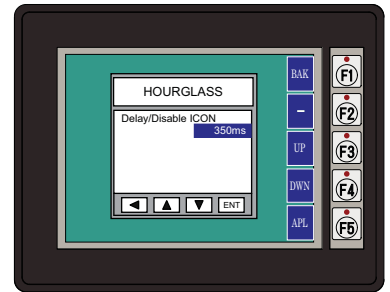 HOURGLASS
Delay/Disable ICON
350ms
ENT
BAK
–
UP
DWN
APL
F1
F2
F3
F4
F5